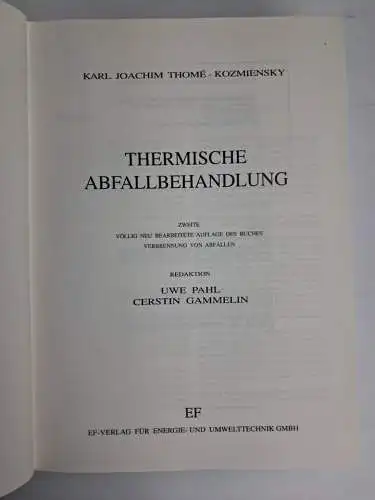 KARL JOACHIM THOMÉ - KOZMIENSKY
THERMISCHE
ABFALLBEHANDLUNG
ZWEITE
VÖLLIG NEU BEARBEITETE AUFLAGE DES BUCHES
VERBRENNUNG VON ABFÄLLEN
REDAKTION
UWE PAHL
CERSTIN GAMMELIN
EF
EF-VERLAG FÜR ENERGIE- UND UMWELTTECHNIK GMBH